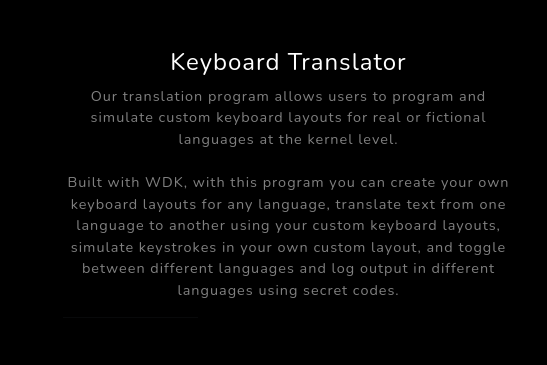 Keyboard Translator
Our translation program allows users to program and
simulate custom keyboard layouts for real or fictional
languages at the kernel level.
Built with WDK, with this program you can create your own
keyboard layouts for any language, translate text from one
language to another using your custom keyboard layouts,
simulate keystrokes in your own custom layout, and toggle
between different languages and log output in different
languages using secret codes.